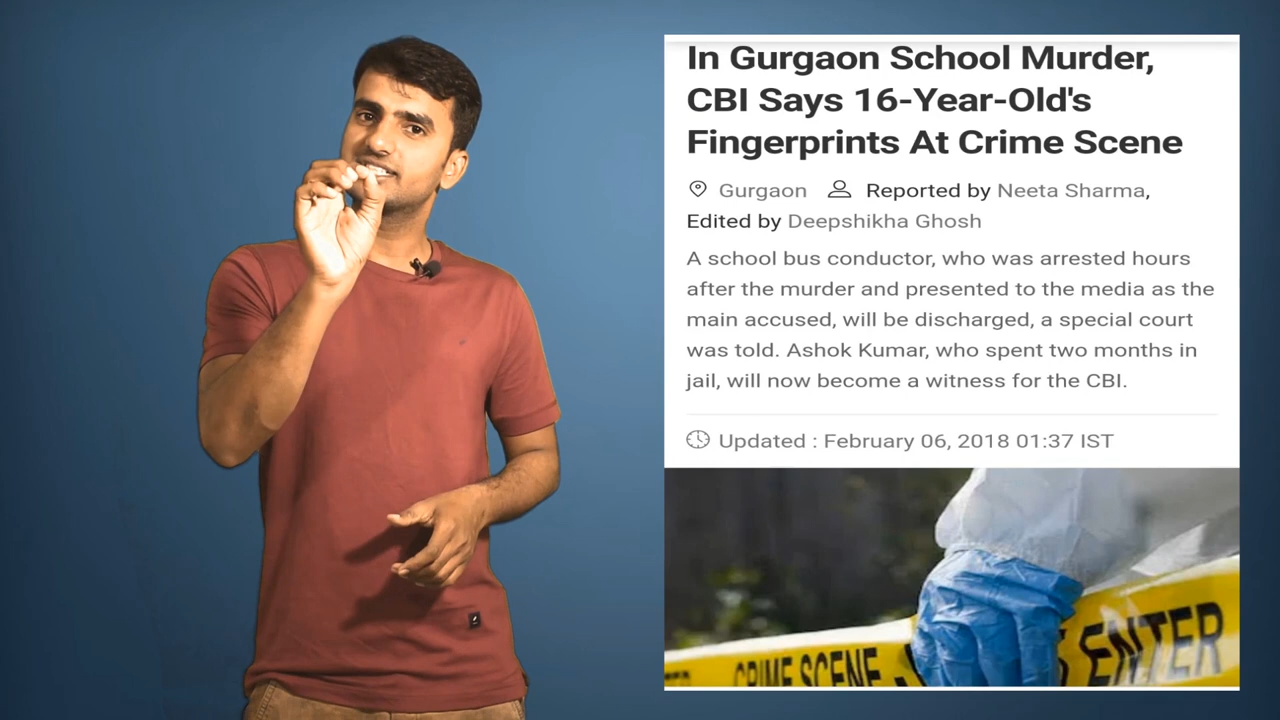 In Gurgaon School Murder,
CBI Says 16-Year-Old's
Fingerprints At Crime Scene
Gurgaon Reported by Neeta Sharma,
Edited by Deepshikha Ghosh
A school bus conductor, who was arrested hours
after the murder and presented to the media as the
main accused, will be discharged, a special court
was told. Ashok Kumar, who spent two months in
jail, will now become a witness for the CBI.
Updated : February 06, 2018 01:37 IST
CRIME SCENE
ENTER